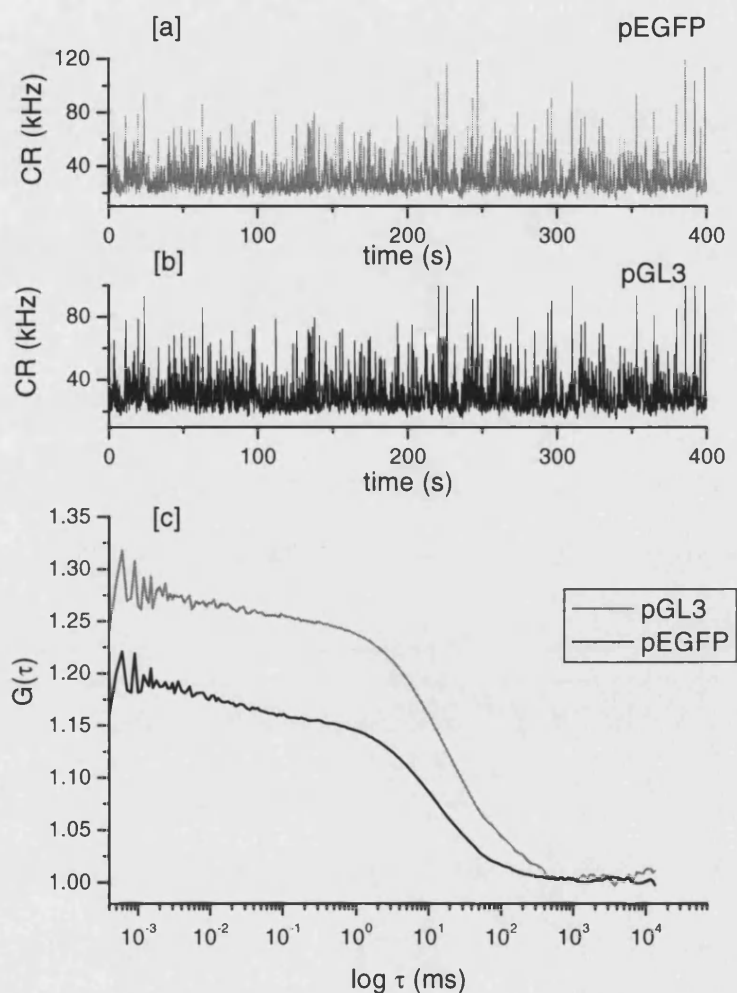 [a] pEGFP
120
80
40
CR (kHz)
0 100 200 300 400
time (s)
[b] pGL3
80
40
CR (kHz)
0 100 200 300 400
time (s)
[c]
1.35
1.30
1.25
1.20
1.15
1.10
1.05
1.00
G(τ)
pGL3
pEGFP
10⁻³ 10⁻² 10⁻¹ 10⁰ 10¹ 10² 10³ 10⁴
log τ (ms)